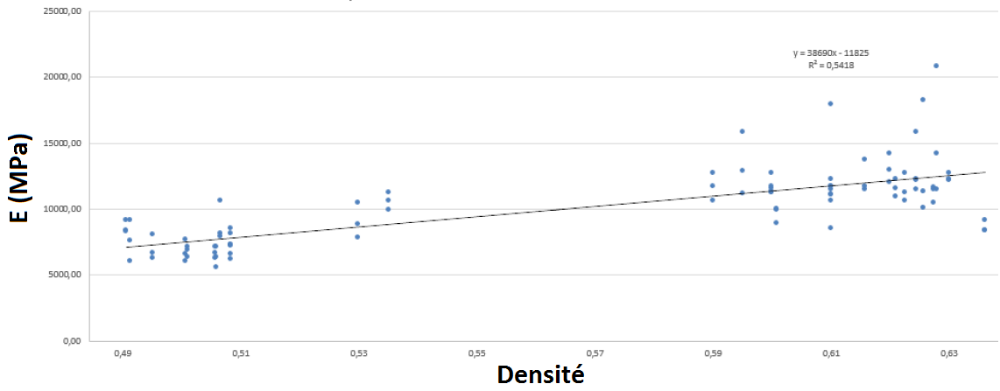 25000,00
20000,00
15000,00
10000,00
5000,00
0,00
E (MPa)
y = 38690x - 11825
R² = 0,5418
0,49 0,51 0,53 0,55 0,57 0,59 0,61 0,63
Densité